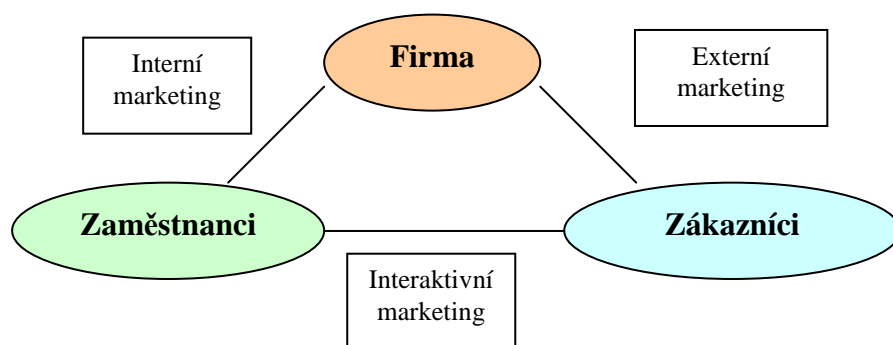 Interní
marketing
Firma
Externí
marketing
Zaměstnanci
Zákazníci
Interaktivní
marketing